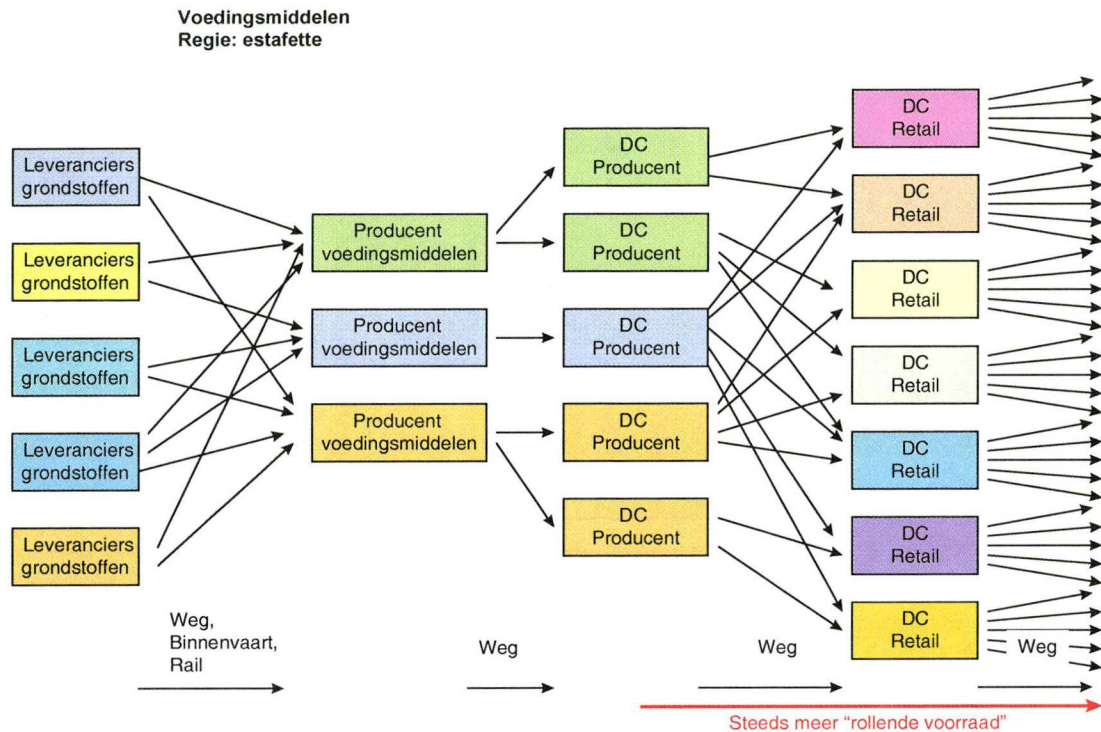 Voedingsmiddelen
Regie: estafette
Leveranciers
grondstoffen
Leveranciers
grondstoffen
Leveranciers
grondstoffen
Leveranciers
grondstoffen
Leveranciers
grondstoffen
Producent
voedingsmiddelen
Producent
voedingsmiddelen
Producent
voedingsmiddelen
DC
Producent
DC
Producent
DC
Producent
DC
Producent
DC
Producent
DC
Retail
DC
Retail
DC
Retail
DC
Retail
DC
Retail
DC
Retail
DC
Retail
Weg,
Binnenvaart,
Rail
Weg
Weg
Weg
Steeds meer “rollende voorraad”